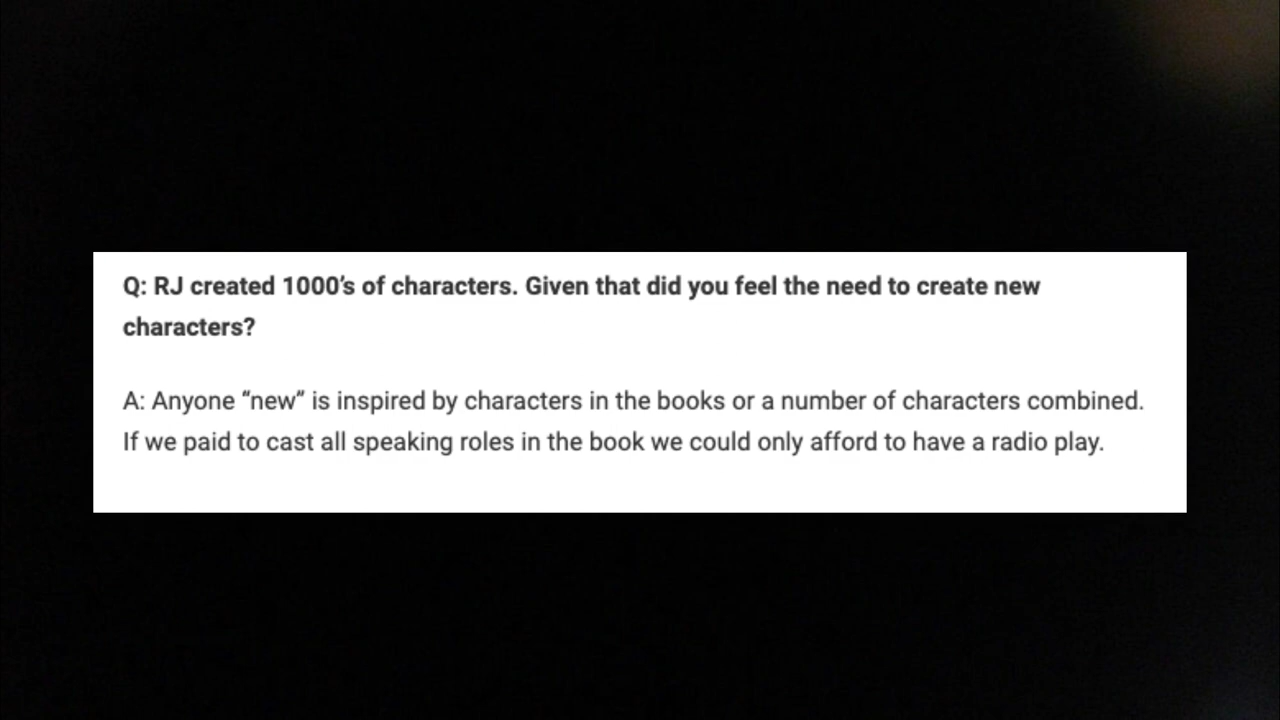 Q: RJ created 1000’s of characters. Given that did you feel the need to create new
characters?
A: Anyone “new” is inspired by characters in the books or a number of characters combined.
If we paid to cast all speaking roles in the book we could only afford to have a radio play.